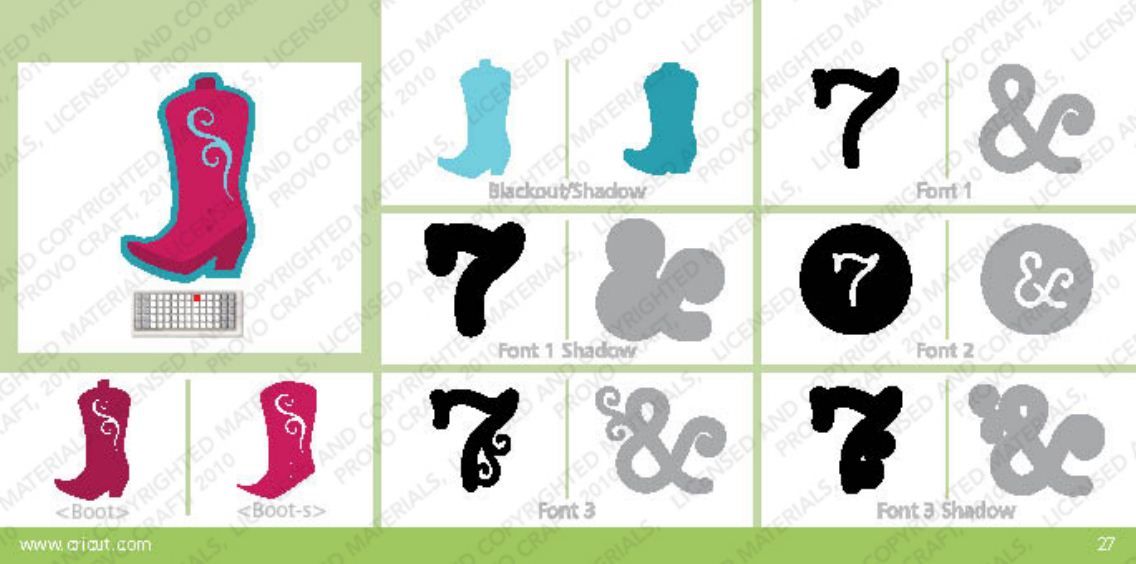 Blackout/Shadow
7 &
Font 1
7 &
Font 1 Shadow
7 &
Font 2
<Boot>
<Boot-s>
7 &
Font 3
7 &
Font 3 Shadow
www.cricut.com
27
LICENSED AND COPYRIGHTED MATERIALS,
PROVO CRAFT, 2010